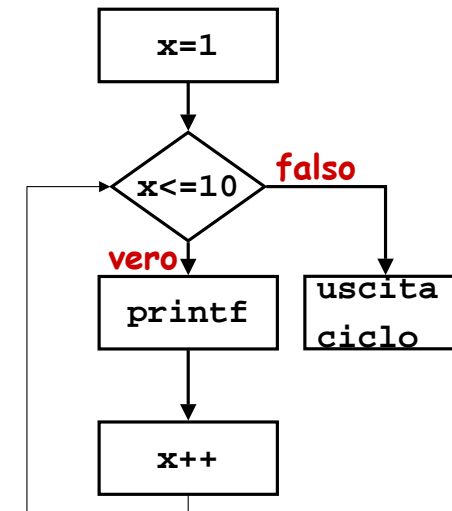 x=1
x<=10
falso
vero
printf
uscita
ciclo
x++